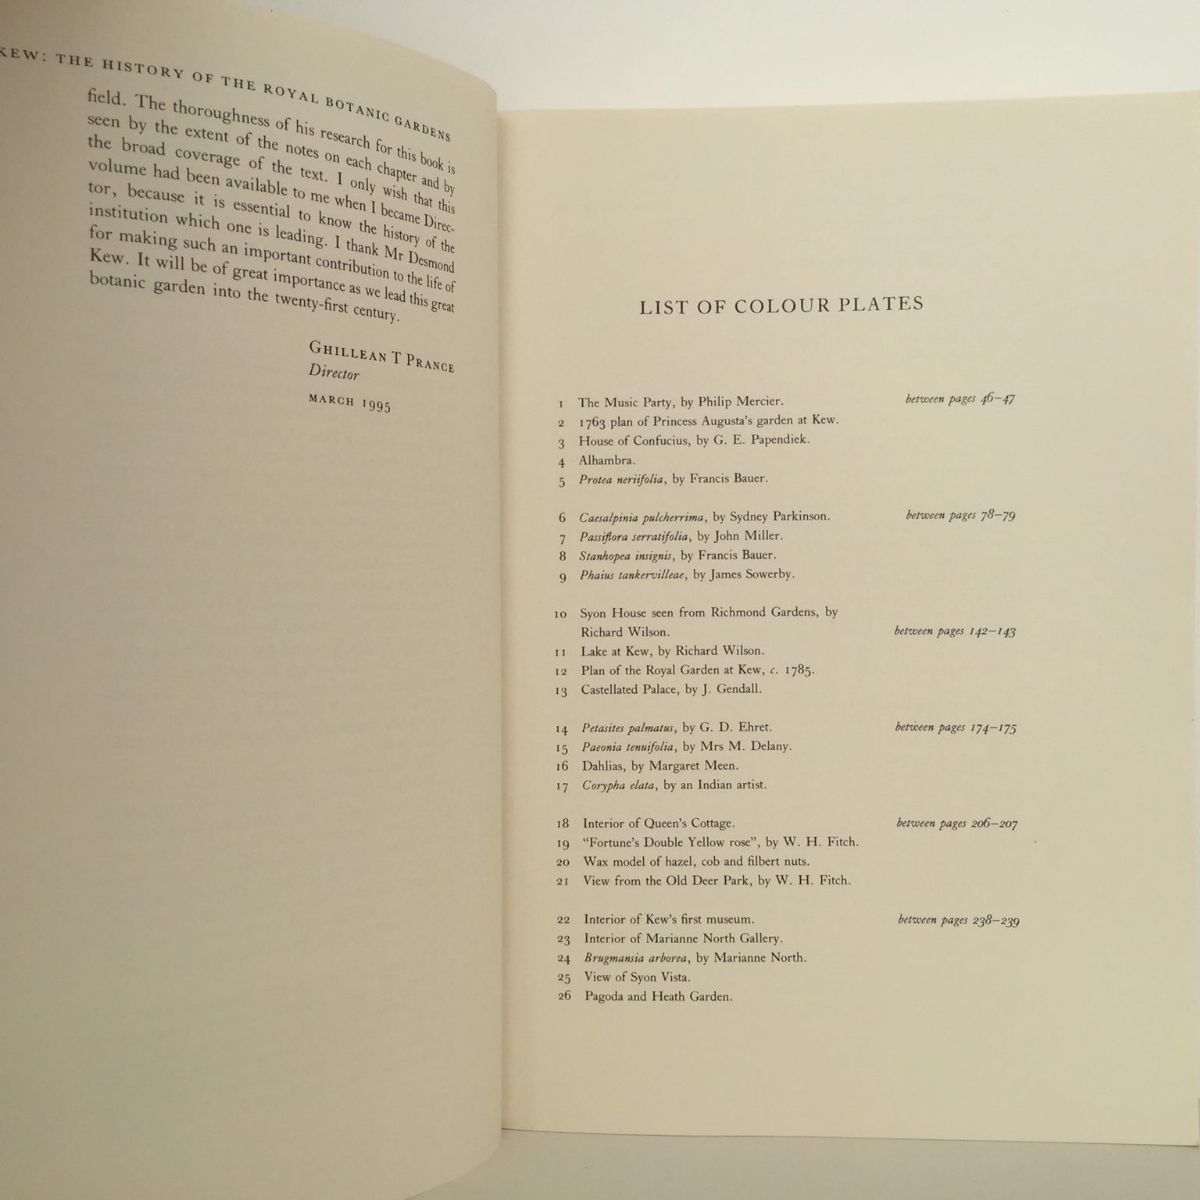 KEW: THE HISTORY OF THE ROYAL BOTANIC GARDENS
field. The thoroughness of his research for this book is
seen by the extent of the notes on each chapter and by
the broad coverage of the text. I only wish that this
volume had been available to me when I became Direc-
tor, because it is essential to know the history of the
institution which one is leading. I thank Mr Desmond
for making such an important contribution to the life of
Kew. It will be of great importance as we lead this great
botanic garden into the twenty-first century.
GHILLEAN T PRANCE
Director
MARCH 1995
LIST OF COLOUR PLATES
1 The Music Party, by Philip Mercier. between pages 46–47
2 1763 plan of Princess Augusta's garden at Kew.
3 House of Confucius, by G. E. Papendiek.
4 Alhambra.
5 Protea neriifolia, by Francis Bauer.
6 Caesalpinia pulcherrima, by Sydney Parkinson. between pages 78–79
7 Passiflora serratifolia, by John Miller.
8 Stanhopea insignis, by Francis Bauer.
9 Phaius tankervilleae, by James Sowerby.
10 Syon House seen from Richmond Gardens, by
Richard Wilson. between pages 142–143
11 Lake at Kew, by Richard Wilson.
12 Plan of the Royal Garden at Kew, c. 1785.
13 Castellated Palace, by J. Gendall.
14 Petasites palmatus, by G. D. Ehret. between pages 174–175
15 Paeonia tenuifolia, by Mrs M. Delany.
16 Dahlias, by Margaret Meen.
17 Corypha elata, by an Indian artist.
18 Interior of Queen's Cottage. between pages 206–207
19 "Fortune's Double Yellow rose", by W. H. Fitch.
20 Wax model of hazel, cob and filbert nuts.
21 View from the Old Deer Park, by W. H. Fitch.
22 Interior of Kew's first museum. between pages 238–239
23 Interior of Marianne North Gallery.
24 Brugmansia arborea, by Marianne North.
25 View of Syon Vista.
26 Pagoda and Heath Garden.